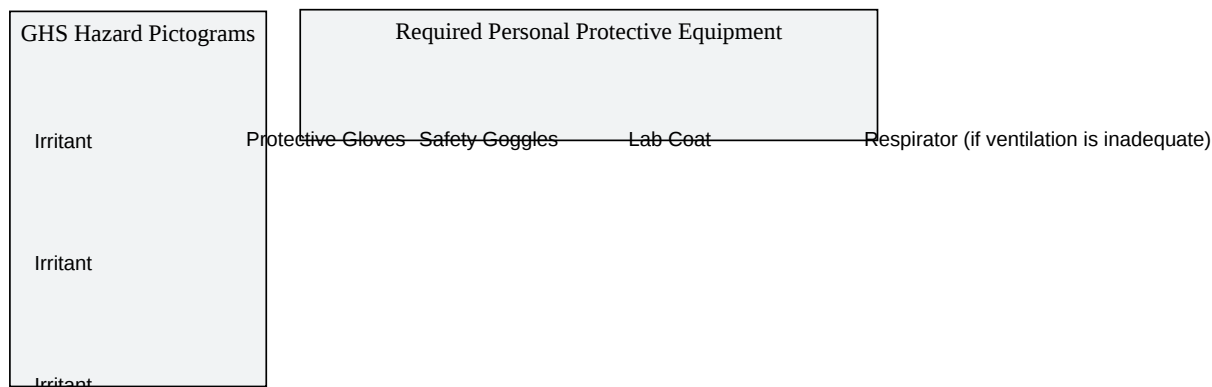 GHS Hazard Pictograms
Irritant
Irritant
Irritant
Required Personal Protective Equipment
Protective Gloves Safety Goggles Lab Coat Respirator (if ventilation is inadequate)